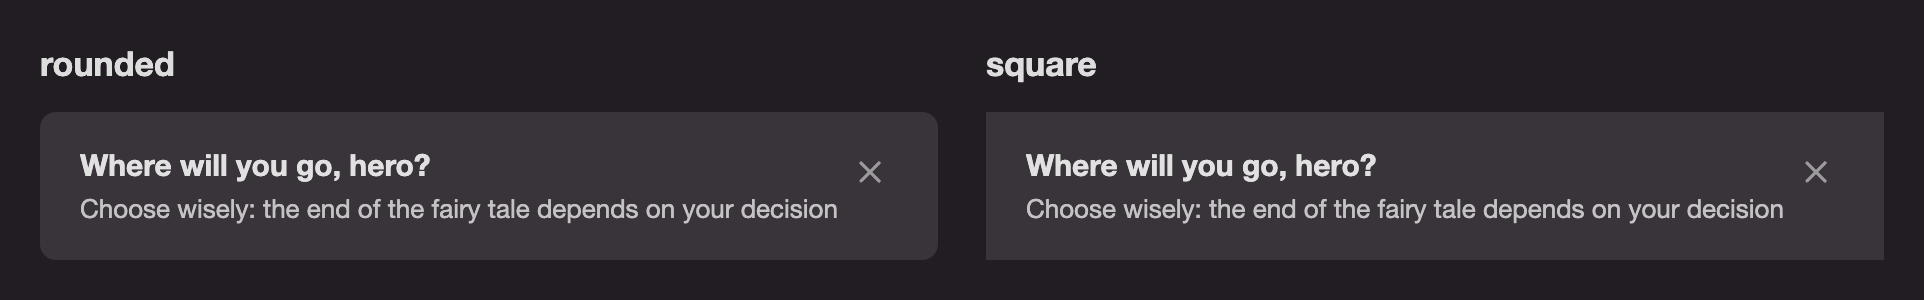 rounded
Where will you go, hero?
Choose wisely: the end of the fairy tale depends on your decision
square
Where will you go, hero?
Choose wisely: the end of the fairy tale depends on your decision